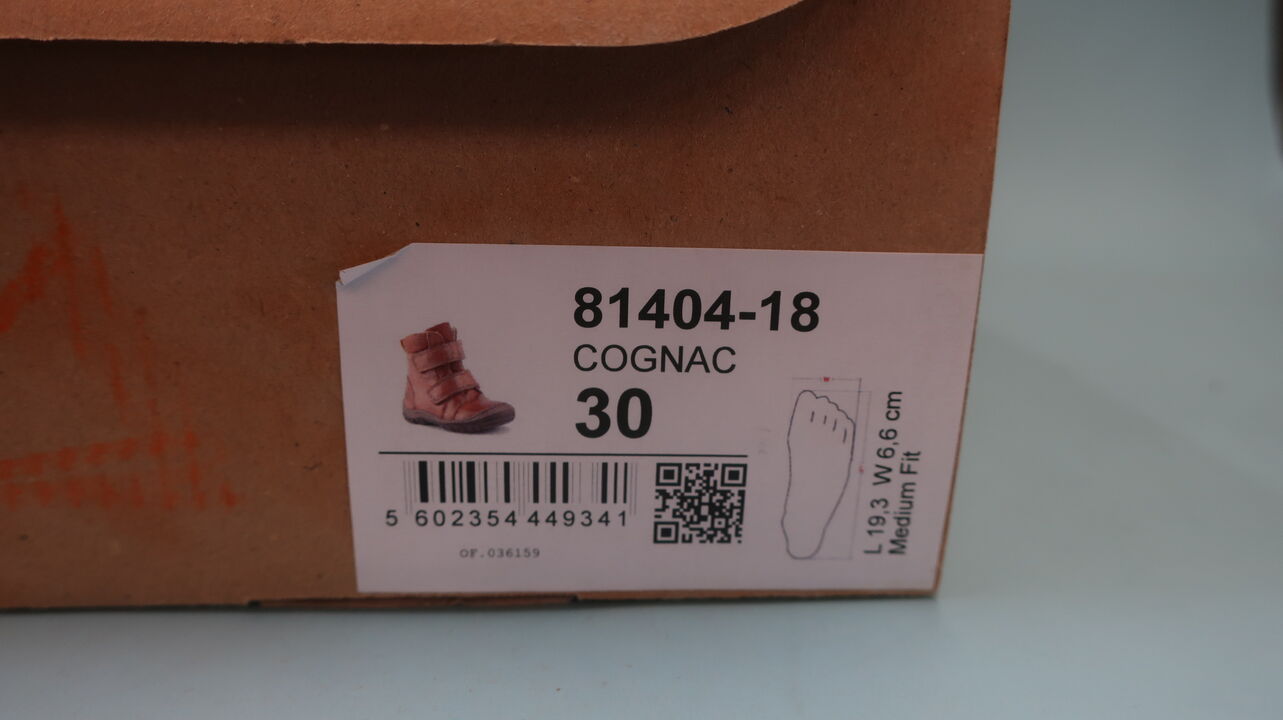 81404-18
COGNAC
30
5 602354 449341
OF.036159
L 19,3 W 6,6 cm
Medium Fit